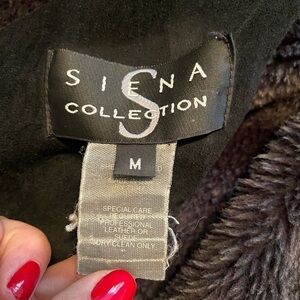 SIENA
S
COLLECTION
M
SPECIAL CARE
REQUIRED
PROFESSIONAL
LEATHER OR
SUEDE
DRY CLEAN ONLY